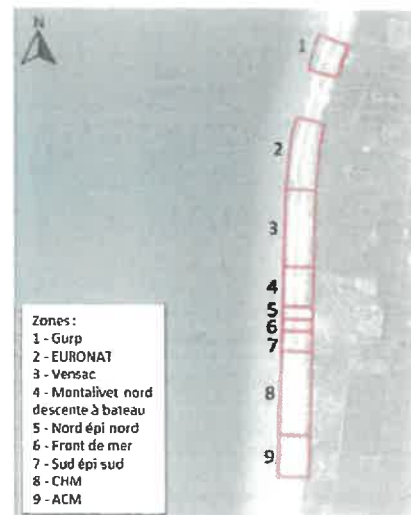 N
1
2
3
4
5
6
7
8
9
Zones :
1 - Gurp
2 - EURONAT
3 - Vensac
4 - Montalivet nord
descente à bateau
5 - Nord épi nord
6 - Front de mer
7 - Sud épi sud
8 - CHM
9 - ACM